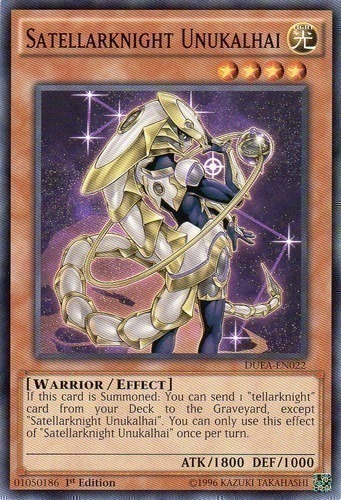 SATELLARKNIGHT UNUKALHAI
LIGHT
光
DUEA-EN022
[WARRIOR / EFFECT]
If this card is Summoned: You can send 1 "tellarknight"
card from your Deck to the Graveyard, except
"Satellarknight Unukalhai". You can only use this effect
of "Satellarknight Unukalhai" once per turn.
ATK/1800 DEF/1000
01050186 1st Edition ©1996 KAZUKI TAKAHASHI